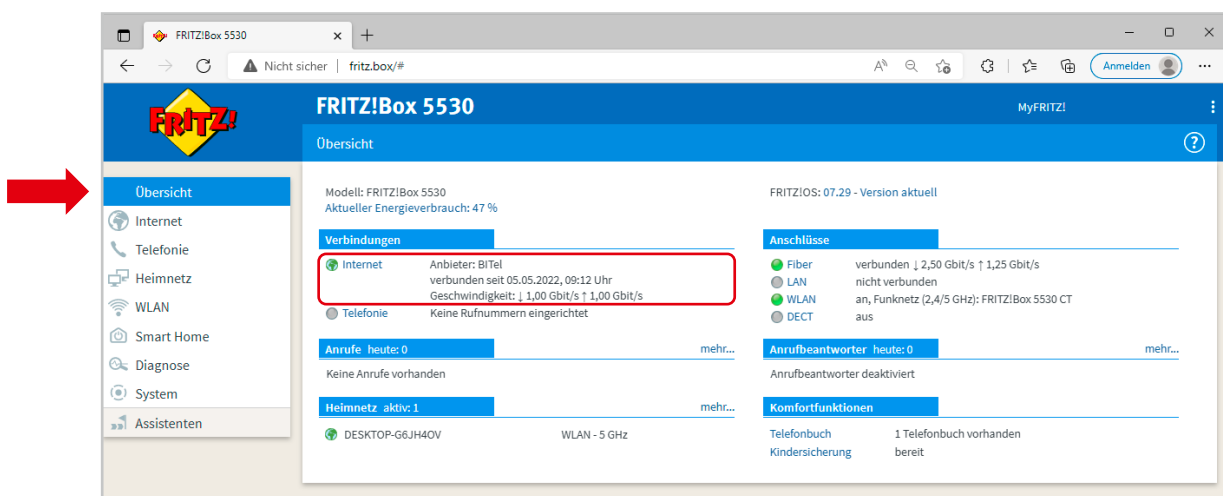 FRITZ!Box 5530
Nicht sicher | fritz.box/#
Anmelden
FRITZ!
FRITZ!Box 5530
MyFRITZ!
Übersicht
Übersicht
Internet
Telefonie
Heimnetz
WLAN
Smart Home
Diagnose
System
Assistenten
Modell: FRITZ!Box 5530
Aktueller Energieverbrauch: 47 %
FRITZ!OS: 07.29 - Version aktuell
Verbindungen
Internet Anbieter: BITel
verbunden seit 05.05.2022, 09:12 Uhr
Geschwindigkeit: ↓ 1,00 Gbit/s ↑ 1,00 Gbit/s
Telefonie Keine Rufnummern eingerichtet
Anschlüsse
Fiber verbunden ↓ 2,50 Gbit/s ↑ 1,25 Gbit/s
LAN nicht verbunden
WLAN an, Funknetz (2,4/5 GHz): FRITZ!Box 5530 CT
DECT aus
Anrufe heute: 0 mehr...
Keine Anrufe vorhanden
Anrufbeantworter heute: 0 mehr...
Anrufbeantworter deaktiviert
Heimnetz aktiv: 1 mehr...
DESKTOP-G6JH4OV WLAN - 5 GHz
Komfortfunktionen
Telefonbuch 1 Telefonbuch vorhanden
Kindersicherung bereit